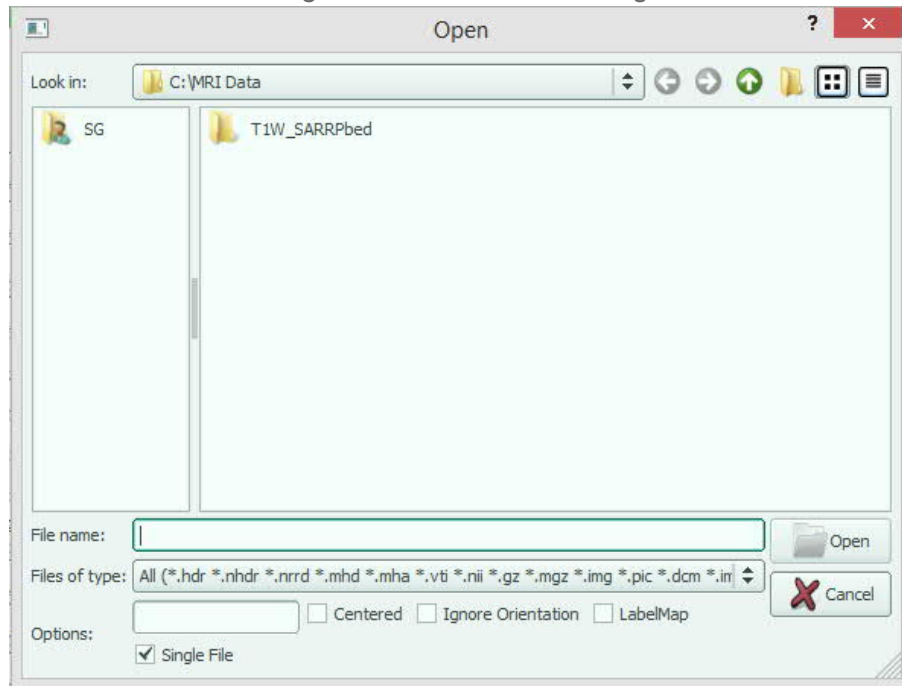 Open
?
Look in: C:\MRI Data
SG
T1W_SARRPbed
File name:
Open
Files of type: All (*.hdr *.nhdr *.nrrd *.mhd *.mha *.vti *.nii *.gz *.mgz *.img *.pic *.dcm
Cancel
Options:
Centered Ignore Orientation LabelMap
Single File